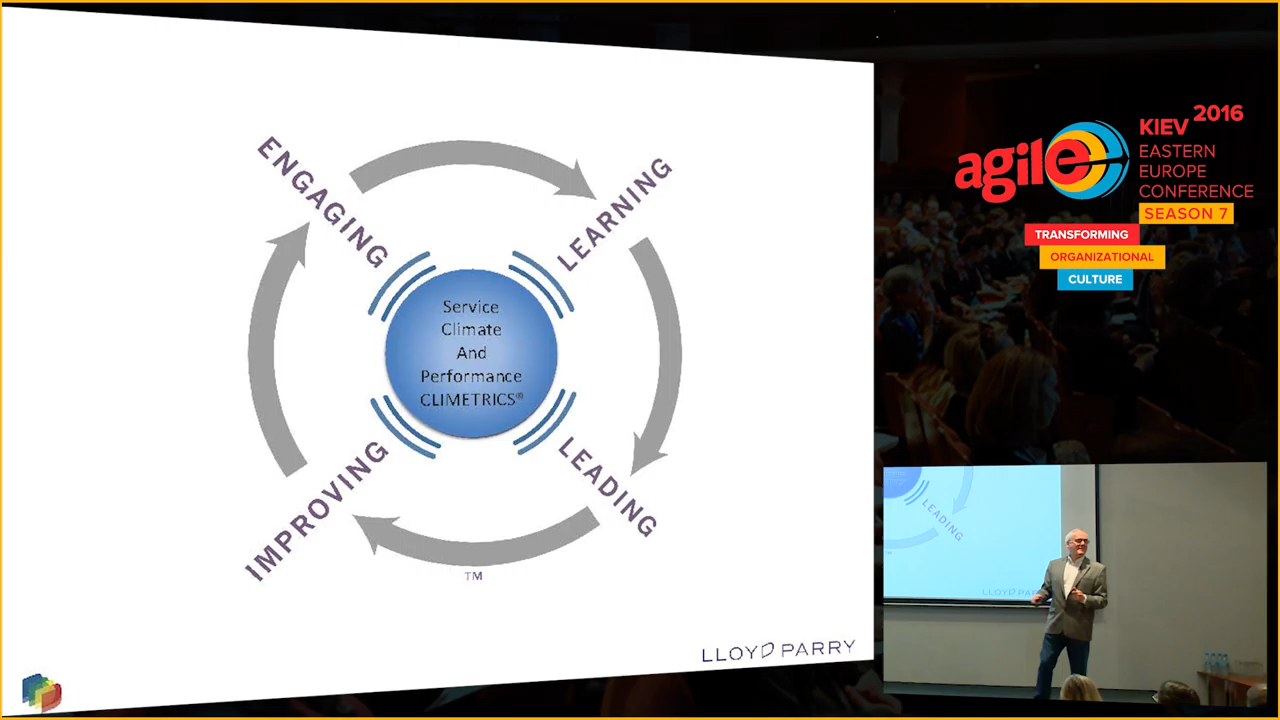 ENGAGING
LEARNING
Service
Climate
And
Performance
CLIMETRICS®
IMPROVING
LEADING
TM
LLOYD PARRY
agile
KIEV 2016
EASTERN
EUROPE
CONFERENCE
SEASON 7
TRANSFORMING
ORGANIZATIONAL
CULTURE
LEADING
TM